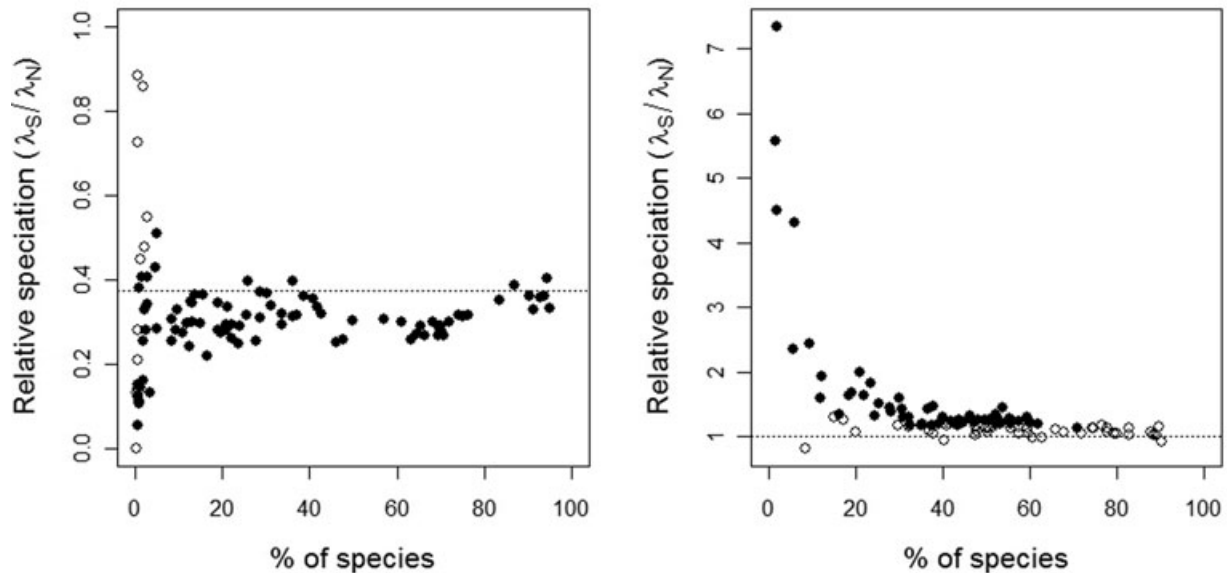 Relative speciation ( λS / λN )
1.0
0.8
0.6
0.4
0.2
0.0
0 20 40 60 80 100
% of species
Relative speciation ( λS / λN )
7
6
5
4
3
2
1
0 20 40 60 80 100
% of species